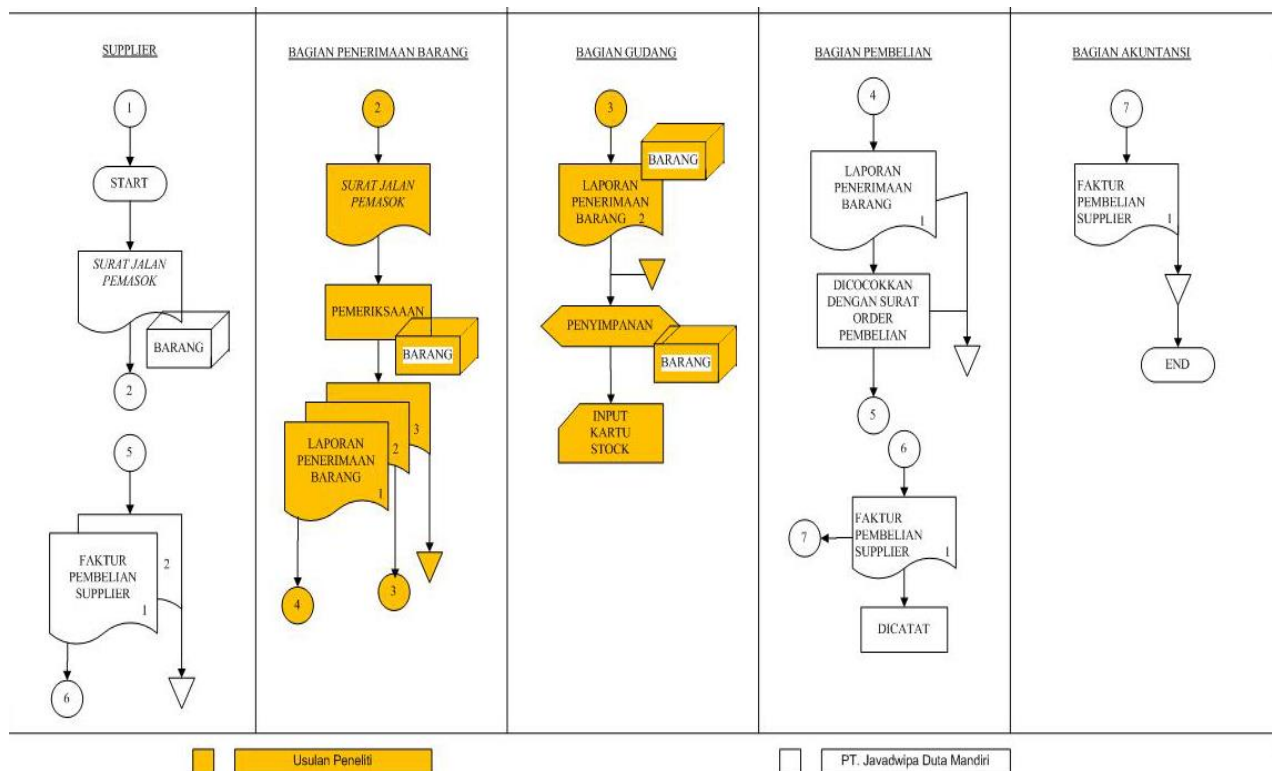 SUPPLIER
1
START
SURAT JALAN
PEMASOK
BARANG
2
5
FAKTUR
PEMBELIAN
SUPPLIER
1
2
6
BAGIAN PENERIMAAN BARANG
2
SURAT JALAN
PEMASOK
PEMERIKSAAAN
BARANG
LAPORAN
PENERIMAAN
BARANG
1
2
3
4
3
BAGIAN GUDANG
3
BARANG
LAPORAN
PENERIMAAN
BARANG 2
PENYIMPANAN
BARANG
INPUT
KARTU
STOCK
BAGIAN PEMBELIAN
4
LAPORAN
PENERIMAAN
BARANG
1
DICOCOKKAN
DENGAN SURAT
ORDER
PEMBELIAN
5
6
FAKTUR
PEMBELIAN
SUPPLIER
1
7
DICATAT
BAGIAN AKUNTANSI
7
FAKTUR
PEMBELIAN
SUPPLIER
1
END
Usulan Peneliti
PT. Javadwipa Duta Mandiri